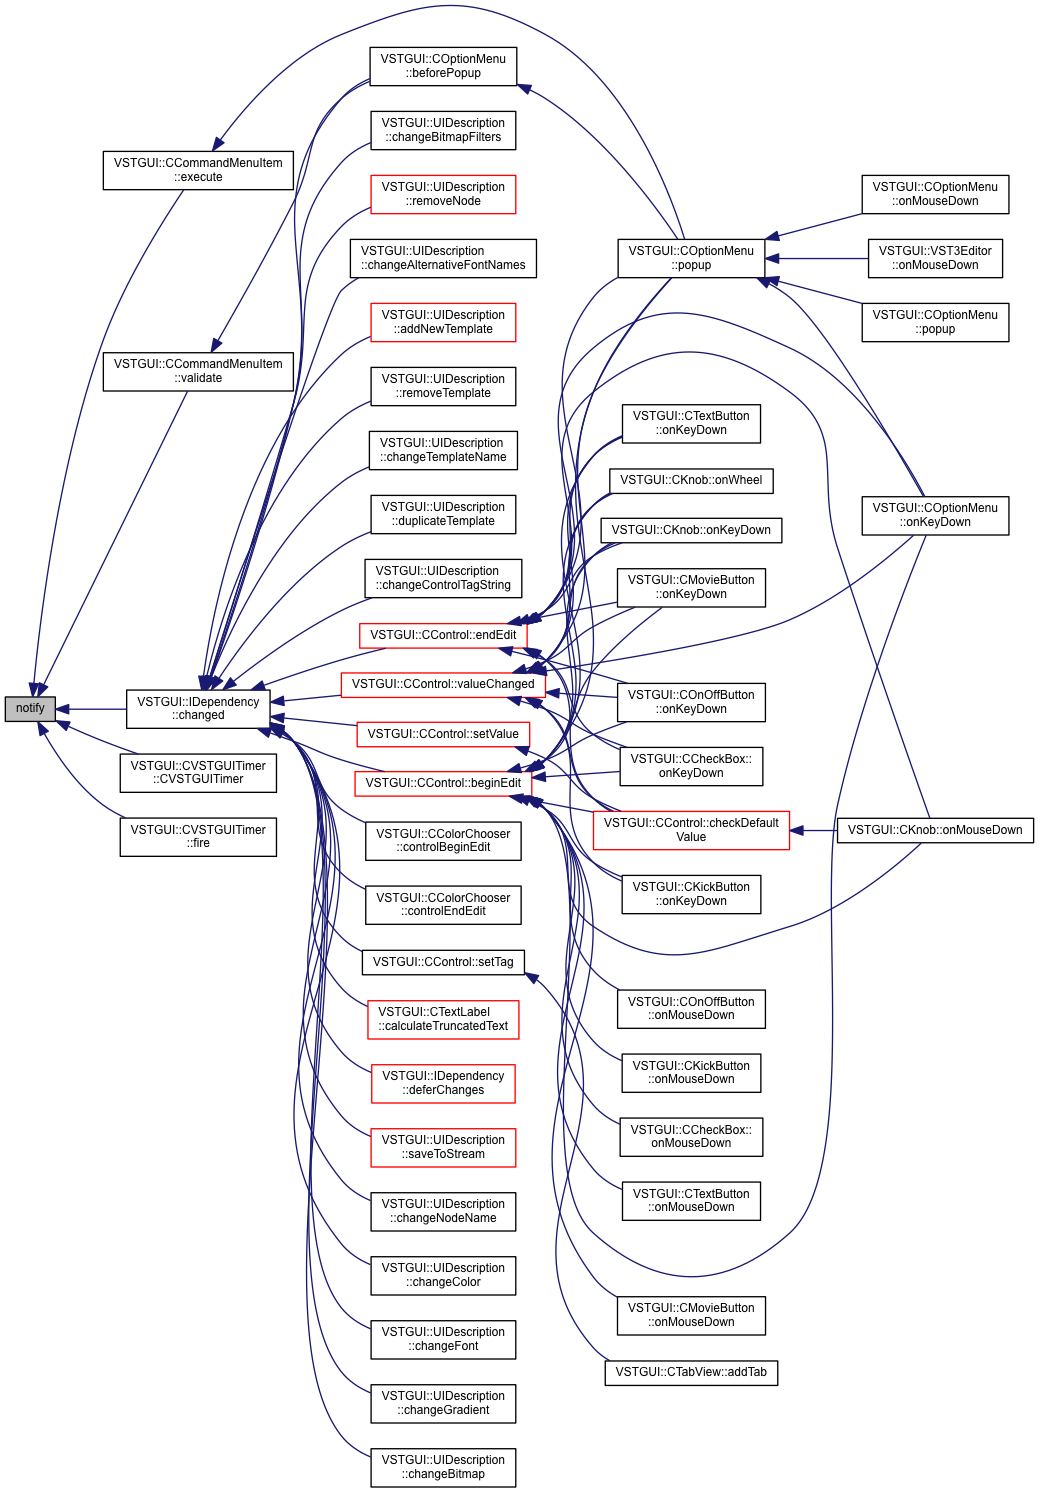 notify
VSTGUI::CCommandMenuItem
::execute
VSTGUI::CCommandMenuItem
::validate
VSTGUI::IDependency
::changed
VSTGUI::CVSTGUITimer
::CVSTGUITimer
VSTGUI::CVSTGUITimer
::fire
VSTGUI::COptionMenu
::beforePopup
VSTGUI::UIDescription
::changeBitmapFilters
VSTGUI::UIDescription
::removeNode
VSTGUI::UIDescription
::changeAlternativeFontNames
VSTGUI::UIDescription
::addNewTemplate
VSTGUI::UIDescription
::removeTemplate
VSTGUI::UIDescription
::changeTemplateName
VSTGUI::UIDescription
::duplicateTemplate
VSTGUI::UIDescription
::changeControlTagString
VSTGUI::CControl::endEdit
VSTGUI::CControl::valueChanged
VSTGUI::CControl::setValue
VSTGUI::CControl::beginEdit
VSTGUI::CColorChooser
::controlBeginEdit
VSTGUI::CColorChooser
::controlEndEdit
VSTGUI::CControl::setTag
VSTGUI::CTextLabel
::calculateTruncatedText
VSTGUI::IDependency
::deferChanges
VSTGUI::UIDescription
::saveToStream
VSTGUI::UIDescription
::changeNodeName
VSTGUI::UIDescription
::changeColor
VSTGUI::UIDescription
::changeFont
VSTGUI::UIDescription
::changeGradient
VSTGUI::UIDescription
::changeBitmap
VSTGUI::COptionMenu
::popup
VSTGUI::CTextButton
::onKeyDown
VSTGUI::CKnob::onWheel
VSTGUI::CKnob::onKeyDown
VSTGUI::CMovieButton
::onKeyDown
VSTGUI::COnOffButton
::onKeyDown
VSTGUI::CCheckBox::
onKeyDown
VSTGUI::CControl::checkDefault
Value
VSTGUI::CKickButton
::onKeyDown
VSTGUI::COnOffButton
::onMouseDown
VSTGUI::CKickButton
::onMouseDown
VSTGUI::CCheckBox::
onMouseDown
VSTGUI::CTextButton
::onMouseDown
VSTGUI::CMovieButton
::onMouseDown
VSTGUI::CTabView::addTab
VSTGUI::COptionMenu
::onMouseDown
VSTGUI::VST3Editor
::onMouseDown
VSTGUI::COptionMenu
::popup
VSTGUI::COptionMenu
::onKeyDown
VSTGUI::CKnob::onMouseDown